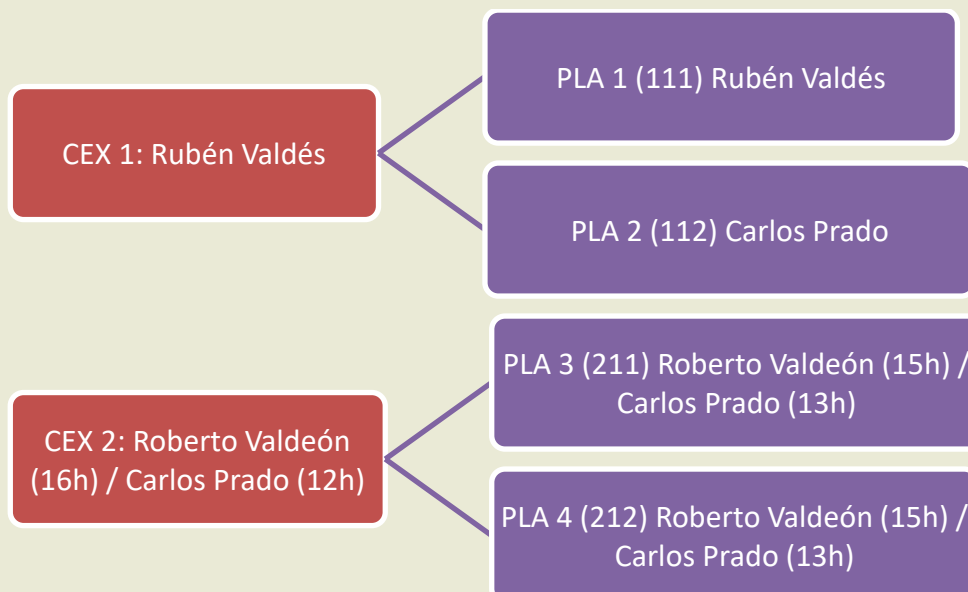 CEX 1: Rubén Valdés
PLA 1 (111) Rubén Valdés
PLA 2 (112) Carlos Prado
CEX 2: Roberto Valdeón
(16h) / Carlos Prado (12h)
PLA 3 (211) Roberto Valdeón (15h) /
Carlos Prado (13h)
PLA 4 (212) Roberto Valdeón (15h) /
Carlos Prado (13h)